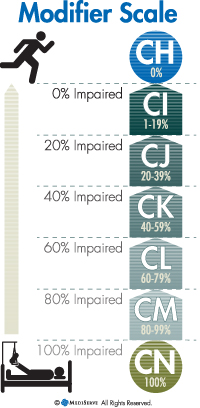 Modifier Scale
CH
0%
0% Impaired
CI
1-19%
20% Impaired
CJ
20-39%
40% Impaired
CK
40-59%
60% Impaired
CL
60-79%
80% Impaired
CM
80-99%
100% Impaired
CN
100%
© MEDISERVE All Rights Reserved.